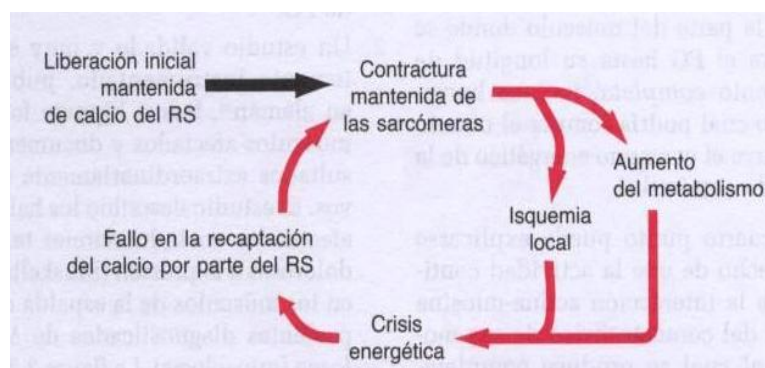 Liberación inicial
mantenida
de calcio del RS
Contractura
mantenida de
las sarcómeras
Aumento
del metabolismo
Isquemia
local
Fallo en la recaptación
del calcio por parte del RS
Crisis
energética